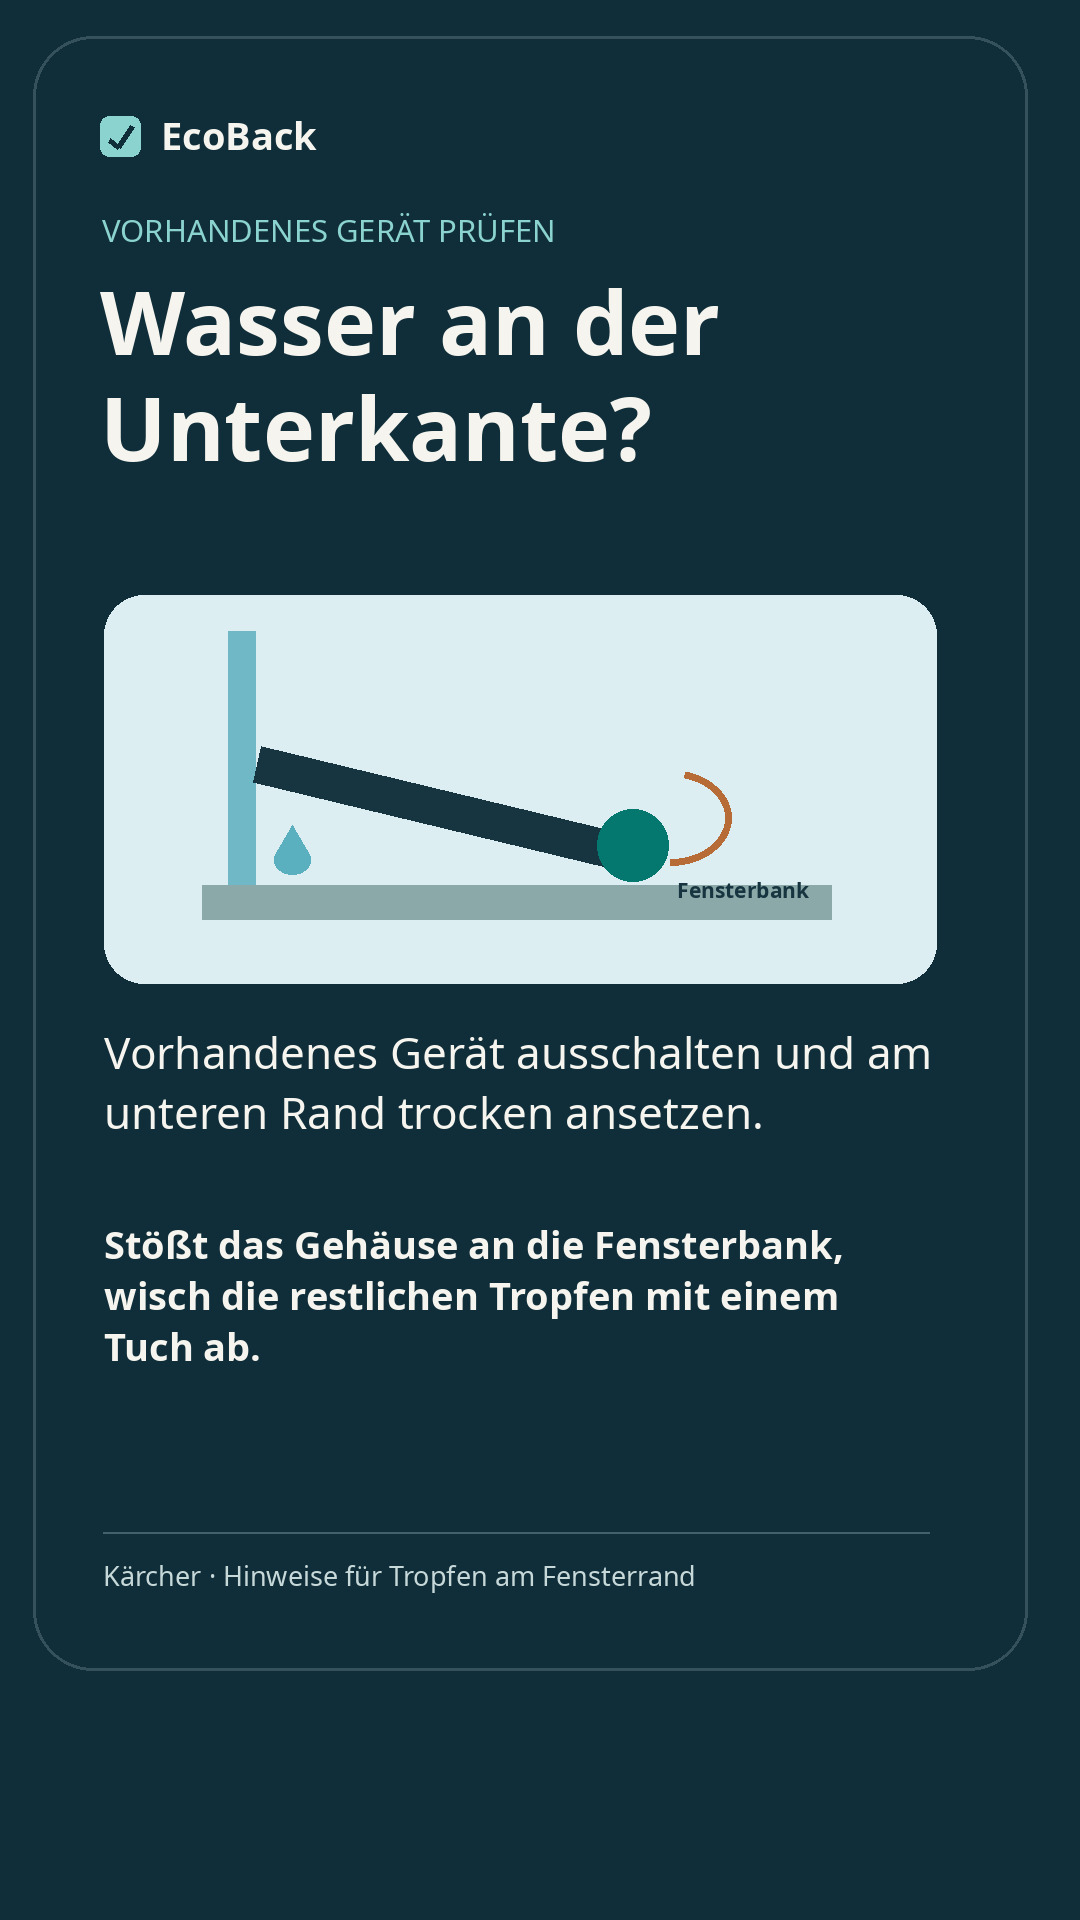 EcoBack
VORHANDENES GERÄT PRÜFEN
Wasser an der
Unterkante?
Fensterbank
Vorhandenes Gerät ausschalten und am
unteren Rand trocken ansetzen.
Stößt das Gehäuse an die Fensterbank,
wisch die restlichen Tropfen mit einem
Tuch ab.
Kärcher · Hinweise für Tropfen am Fensterrand